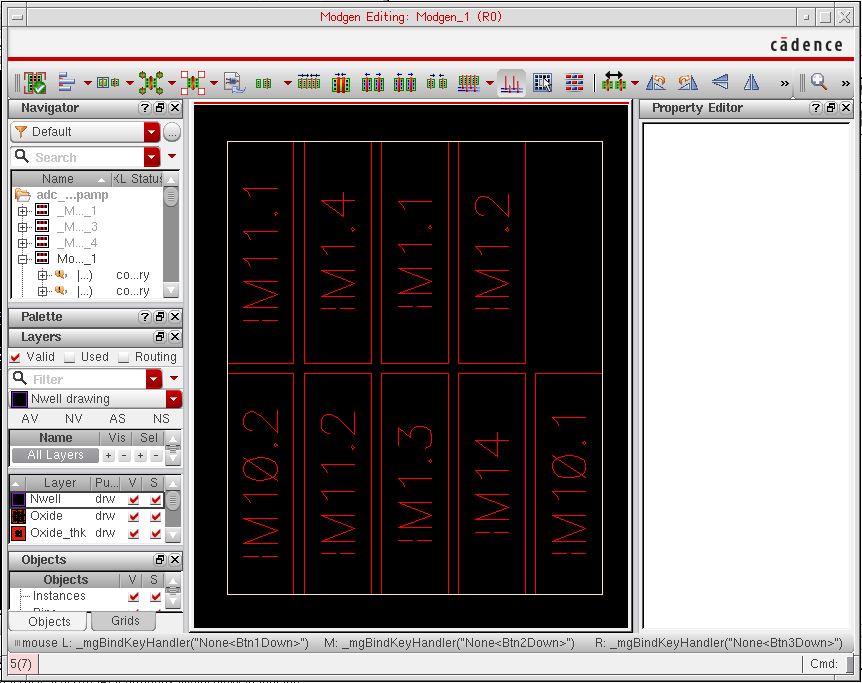 Modgen Editing: Modgen_1 (R0)
cādence
»
»
Navigator
?
Default
...
Search
Name
XL Status
adc_...pamp
_M..._1
_M..._3
_M..._4
Mo..._1
|...) co...ry
|...) co...ry
Palette
?
Layers
Valid Used Routing
Filter
Nwell drawing
AV NV AS NS
Name Vis Sel
All Layers + - + -
Layer Pu... V S
Nwell drw
Oxide drw
Oxide_thk drw
Objects
Objects V S
Instances
Objects Grids
|M11.1
|M1.4
|M1.1
|M1.2
|M10.2
|M11.2
|M1.3
|M14
|M10.1
Property Editor
?
mouse L: _mgBindKeyHandler("None<Btn1Down>") M: _mgBindKeyHandler("None<Btn2Down>") R: _mgBindKeyHandler("None<Btn3Down>")
5(7)
Cmd: